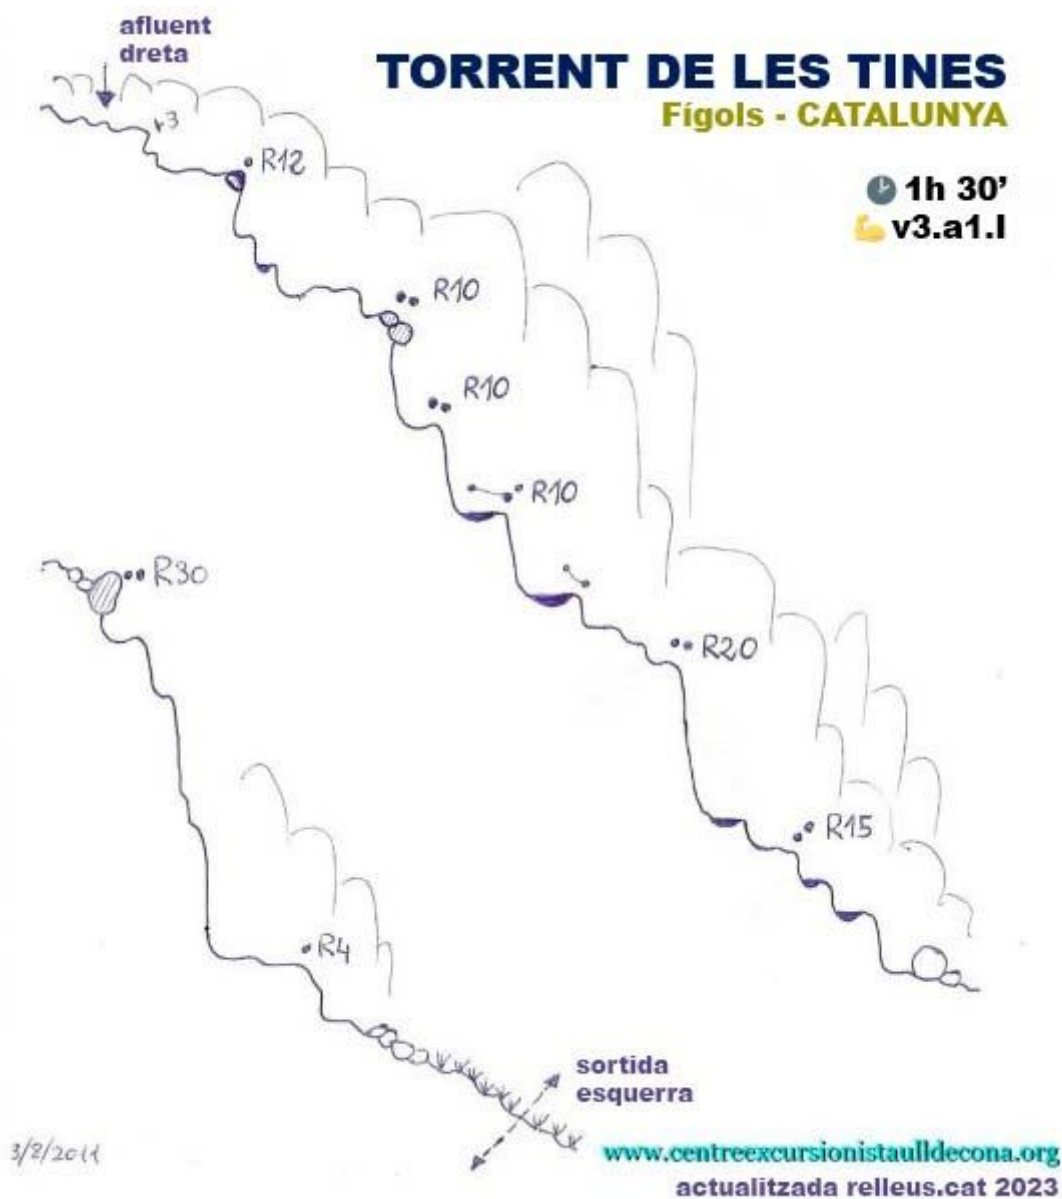 afluent
dreta
TORRENT DE LES TINES
Fígols - CATALUNYA
1h 30’
v3.a1.I
3
R12
R10
R10
R10
R30
R20
R15
R4
sortida
esquerra
3/8/2011
www.centreexcursionistaulldecona.org
actualitzada relleus.cat 2023